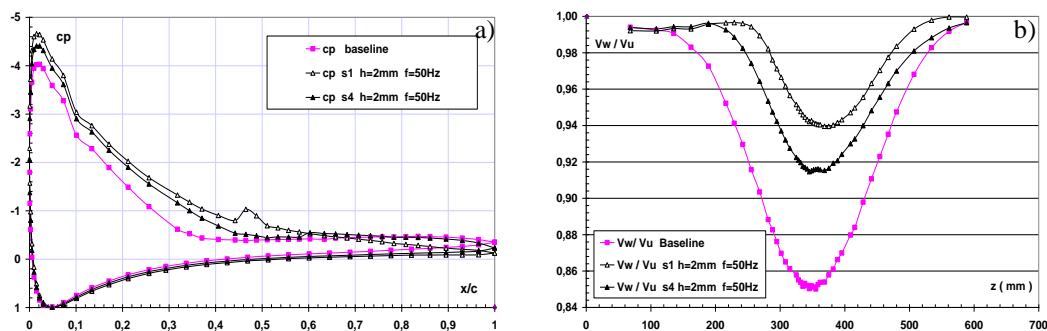 -5
-4
-3
-2
-1
0
1
0
0,1
0,2
0,3
0,4
0,5
0,6
0,7
0,8
0,9
1
cp
x/c
a)
cp baseline
cp s1 h=2mm f=50Hz
cp s4 h=2mm f=50Hz
1,00
0,98
0,96
0,94
0,92
0,90
0,88
0,86
0,84
0
100
200
300
400
500
600
700
Vw / Vu
z ( mm )
b)
Vw/ Vu Baseline
Vw / Vu s1 h=2mm f=50Hz
Vw / Vu s4 h=2mm f=50Hz